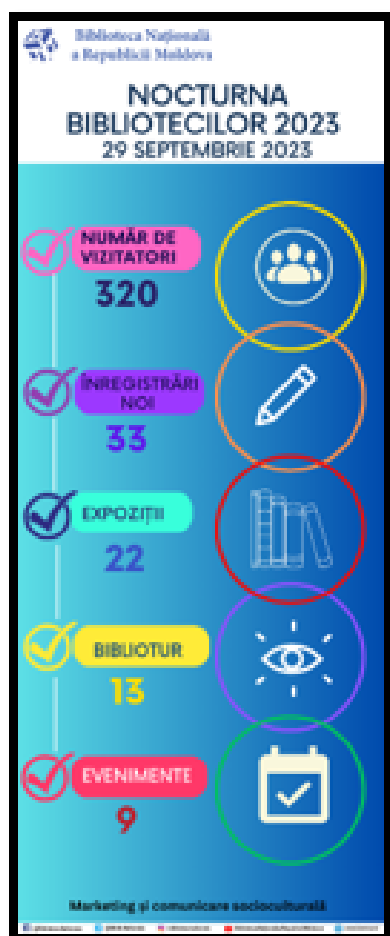 Biblioteca Națională
a Republicii Moldova
NOCTURNA
BIBLIOTECILOR 2023
29 SEPTEMBRIE 2023
NUMĂR DE
VIZITATORI
320
ÎNREGISTRĂRI
NOI
33
EXPOZIȚII
22
BIBLIOTUR
13
EVENIMENTE
9
Marketing și comunicare socioculturală